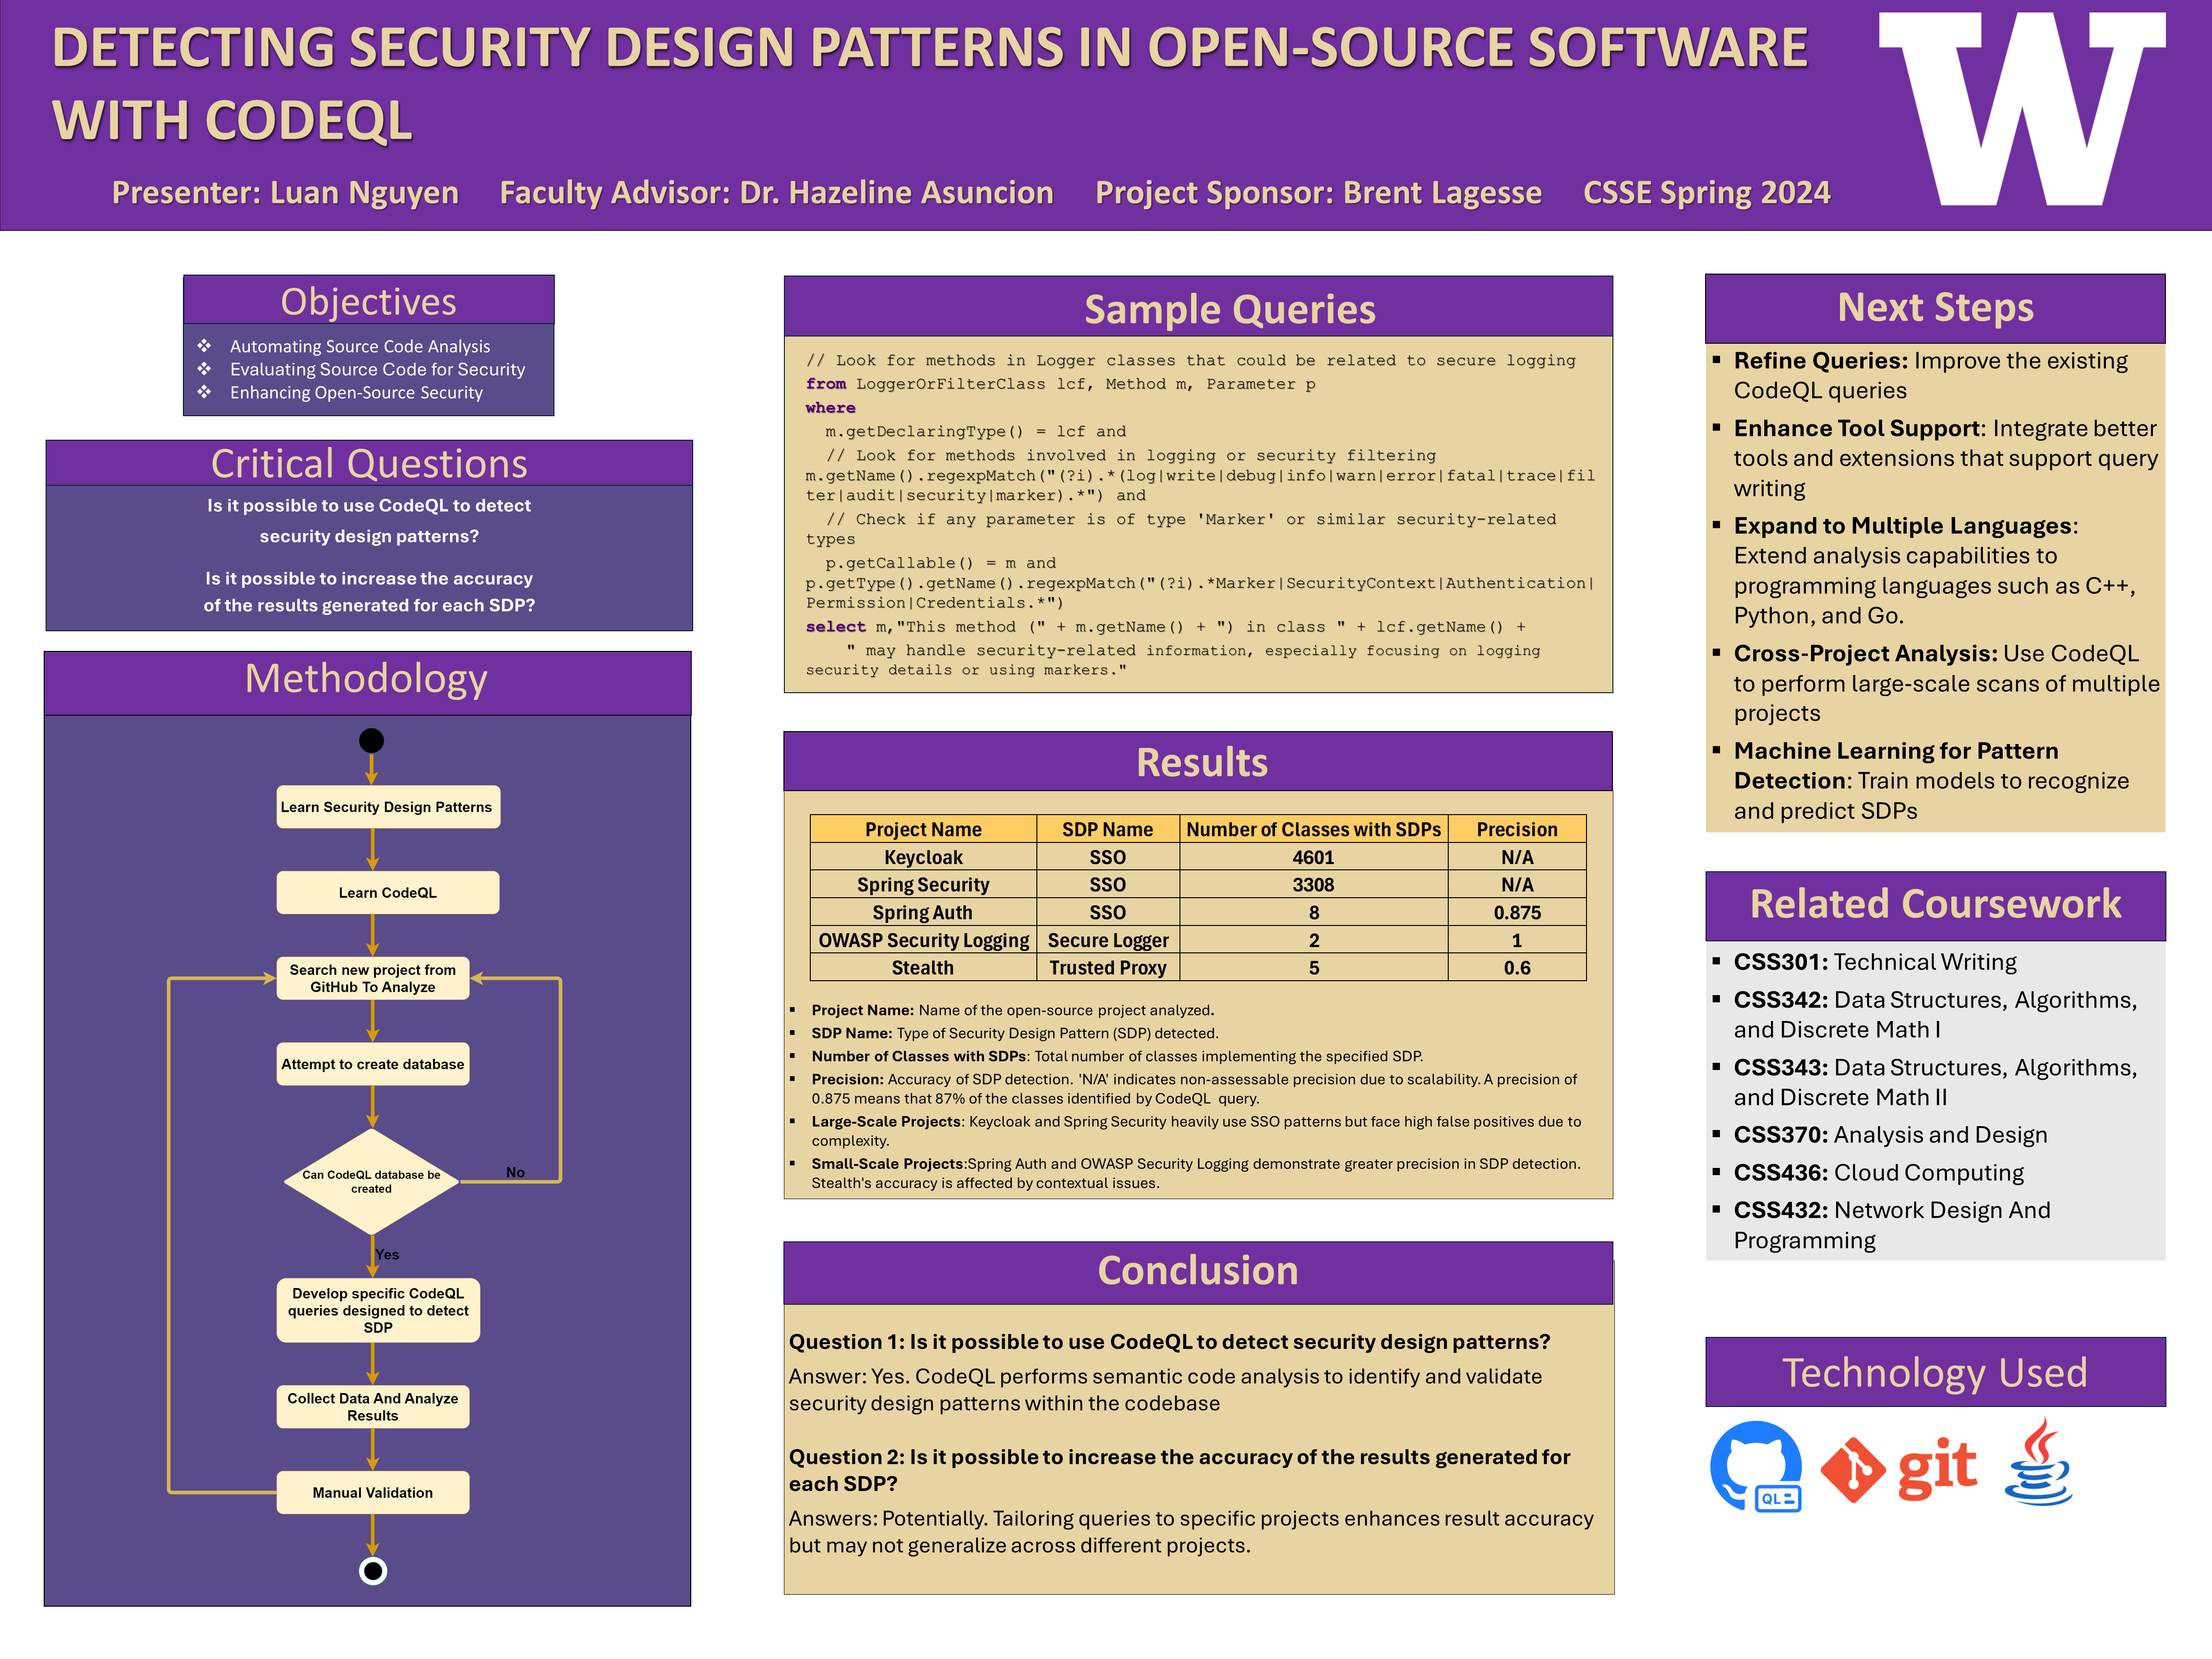 DETECTING SECURITY DESIGN PATTERNS IN OPEN-SOURCE SOFTWARE
WITH CODEQL
W
Presenter: Luan Nguyen Faculty Advisor: Dr. Hazeline Asuncion Project Sponsor: Brent Lagesse CSSE Spring 2024
Objectives
❖ Automating Source Code Analysis
❖ Evaluating Source Code for Security
❖ Enhancing Open-Source Security
Critical Questions
Is it possible to use CodeQL to detect
security design patterns?
Is it possible to increase the accuracy
of the results generated for each SDP?
Methodology
Learn Security Design Patterns
Learn CodeQL
Search new project from
GitHub To Analyze
Attempt to create database
Can CodeQL database be
created
No
Yes
Develop specific CodeQL
queries designed to detect
SDP
Collect Data And Analyze
Results
Manual Validation
Sample Queries
// Look for methods in Logger classes that could be related to secure logging
from LoggerOrFilterClass lcf, Method m, Parameter p
where
m.getDeclaringType() = lcf and
// Look for methods involved in logging or security filtering
m.getName().regexpMatch("(?i).*(log|write|debug|info|warn|error|fatal|trace|fil
ter|audit|security|marker).*") and
// Check if any parameter is of type 'Marker' or similar security-related
types
p.getCallable() = m and
p.getType().getName().regexpMatch("(?i).*Marker|SecurityContext|Authentication|
Permission|Credentials.*")
select m,"This method (" + m.getName() + ") in class " + lcf.getName() +
" may handle security-related information, especially focusing on logging
security details or using markers."
Results
Project Name SDP Name Number of Classes with SDPs Precision
Keycloak SSO 4601 N/A
Spring Security SSO 3308 N/A
Spring Auth SSO 8 0.875
OWASP Security Logging Secure Logger 2 1
Stealth Trusted Proxy 5 0.6
▪ Project Name: Name of the open-source project analyzed.
▪ SDP Name: Type of Security Design Pattern (SDP) detected.
▪ Number of Classes with SDPs: Total number of classes implementing the specified SDP.
▪ Precision: Accuracy of SDP detection. 'N/A' indicates non-assessable precision due to scalability. A precision of
0.875 means that 87% of the classes identified by CodeQL query.
▪ Large-Scale Projects: Keycloak and Spring Security heavily use SSO patterns but face high false positives due to
complexity.
▪ Small-Scale Projects:Spring Auth and OWASP Security Logging demonstrate greater precision in SDP detection.
Stealth's accuracy is affected by contextual issues.
Conclusion
Question 1: Is it possible to use CodeQL to detect security design patterns?
Answer: Yes. CodeQL performs semantic code analysis to identify and validate
security design patterns within the codebase
Question 2: Is it possible to increase the accuracy of the results generated for
each SDP?
Answers: Potentially. Tailoring queries to specific projects enhances result accuracy
but may not generalize across different projects.
Next Steps
▪ Refine Queries: Improve the existing
CodeQL queries
▪ Enhance Tool Support: Integrate better
tools and extensions that support query
writing
▪ Expand to Multiple Languages:
Extend analysis capabilities to
programming languages such as C++,
Python, and Go.
▪ Cross-Project Analysis: Use CodeQL
to perform large-scale scans of multiple
projects
▪ Machine Learning for Pattern
Detection: Train models to recognize
and predict SDPs
Related Coursework
▪ CSS301: Technical Writing
▪ CSS342: Data Structures, Algorithms,
and Discrete Math I
▪ CSS343: Data Structures, Algorithms,
and Discrete Math II
▪ CSS370: Analysis and Design
▪ CSS436: Cloud Computing
▪ CSS432: Network Design And
Programming
Technology Used
QL
git